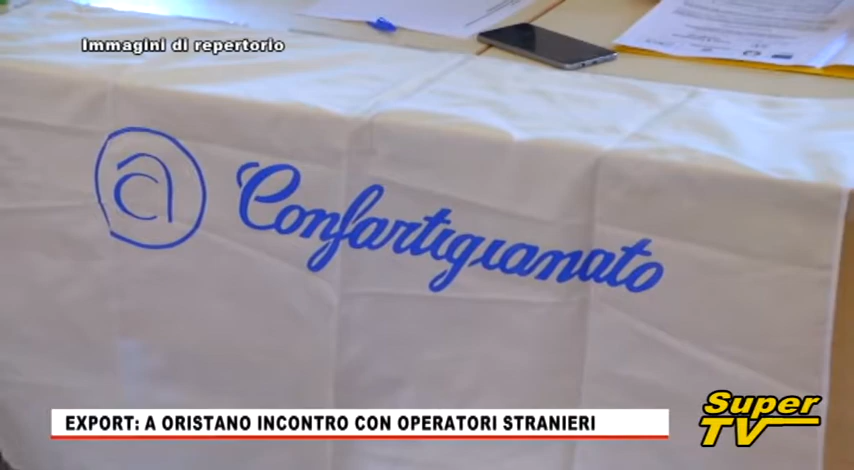 Immagini di repertorio
Confartigianato
EXPORT: A ORISTANO INCONTRO CON OPERATORI STRANIERI
Super
TV